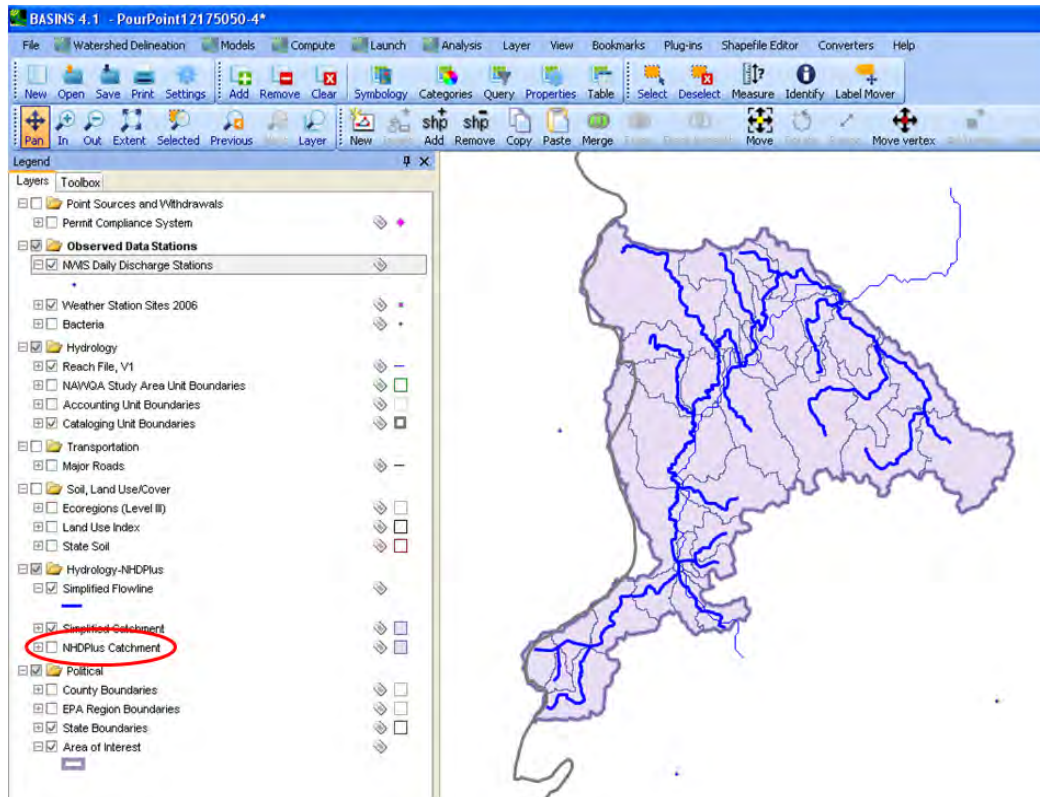 BASINS 4.1 - PourPoint12175050-4*
File Watershed Delineation Models Compute Launch Analysis Layer View Bookmarks Plug-ins Shapefile Editor Converters Help
New Open Save Print Settings Add Remove Clear Symbology Categories Query Properties Table Select Deselect Measure Identify Label Mover
Pan In Out Extent Selected Previous Layer New Add Remove Copy Paste Merge Move Move vertex
Legend
Layers Toolbox
Point Sources and Withdrawals
Permit Compliance System
Observed Data Stations
NWIS Daily Discharge Stations
Weather Station Sites 2006
Bacteria
Hydrology
Reach File, V1
NAWQA Study Area Unit Boundaries
Accounting Unit Boundaries
Cataloging Unit Boundaries
Transportation
Major Roads
Soil, Land Use/Cover
Ecoregions (Level III)
Land Use Index
State Soil
Hydrology-NHDPlus
Simplified Flowline
Simplified Catchment
NHDPlus Catchment
Political
County Boundaries
EPA Region Boundaries
State Boundaries
Area of Interest